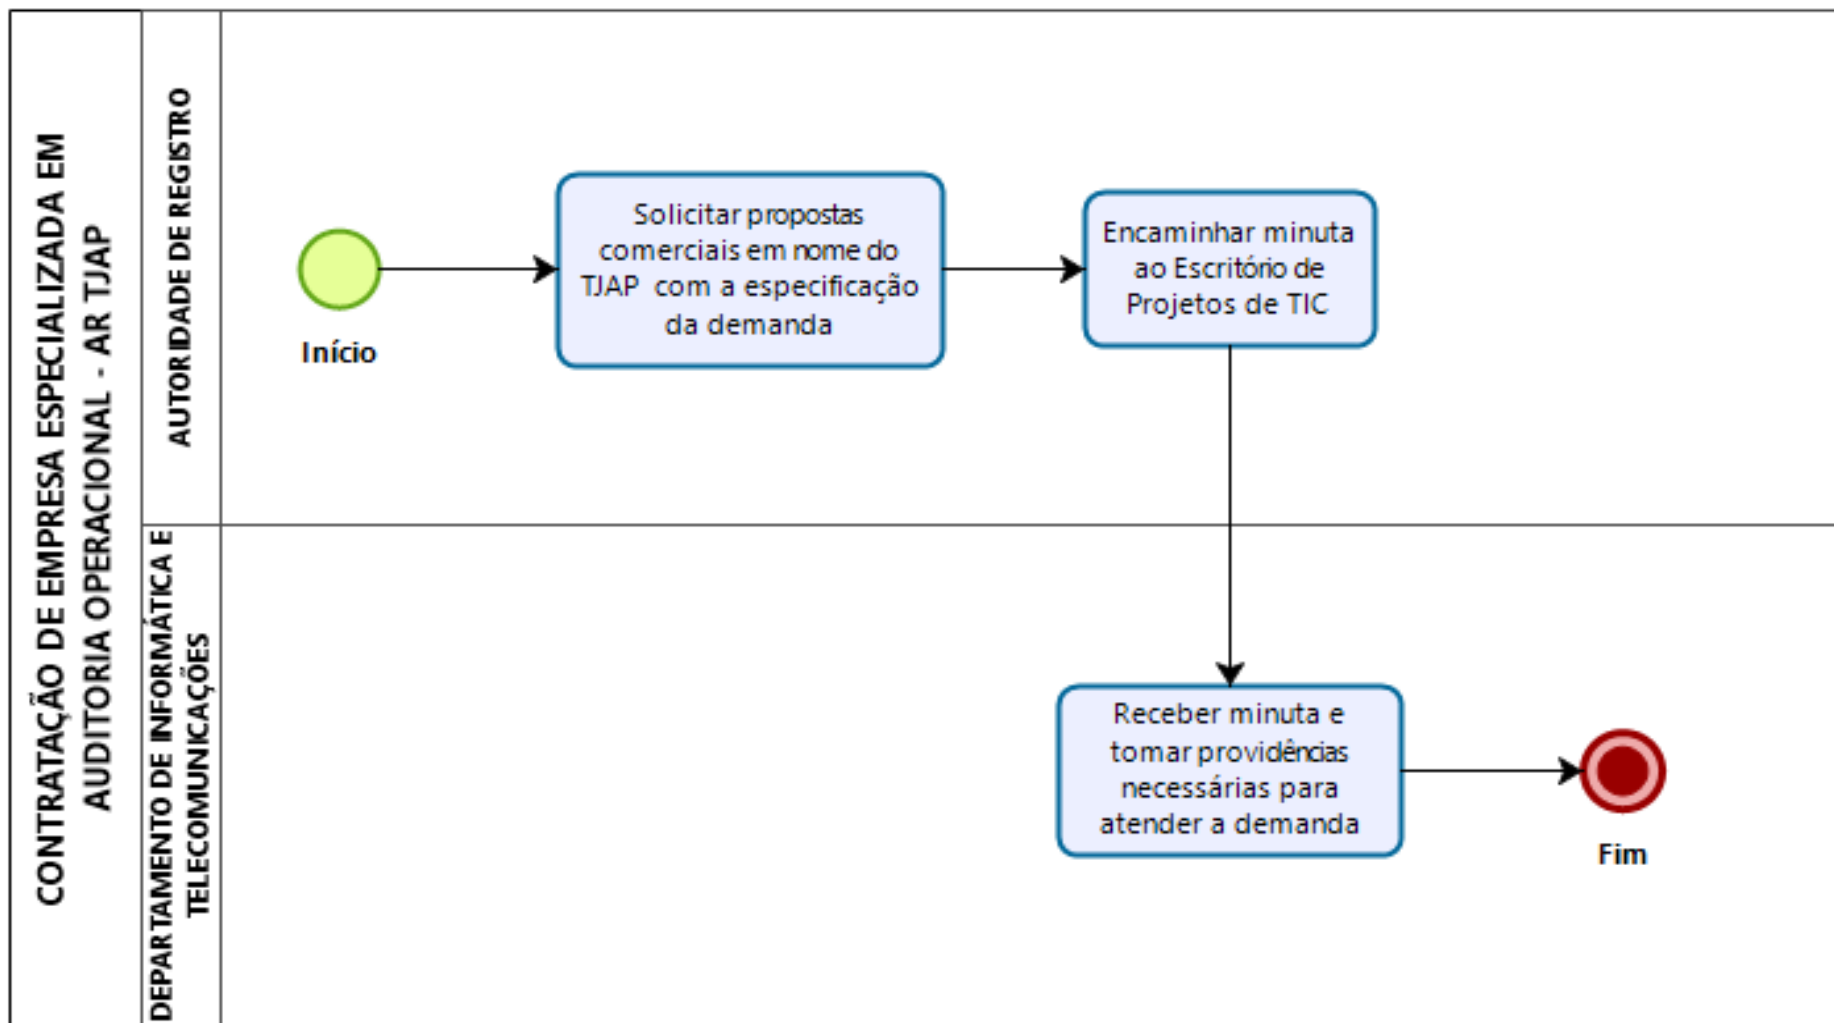 CONTRATAÇÃO DE EMPRESA ESPECIALIZADA EM
AUDITORIA OPERACIONAL - AR TJAP
AUTORIDADE DE REGISTRO
Início
Solicitar propostas
comerciais em nome do
TJAP com a especificação
da demanda
Encaminhar minuta
ao Escritório de
Projetos de TIC
DEPARTAMENTO DE INFORMÁTICA E
TELECOMUNICAÇÕES
Receber minuta e
tomar providências
necessárias para
atender a demanda
Fim